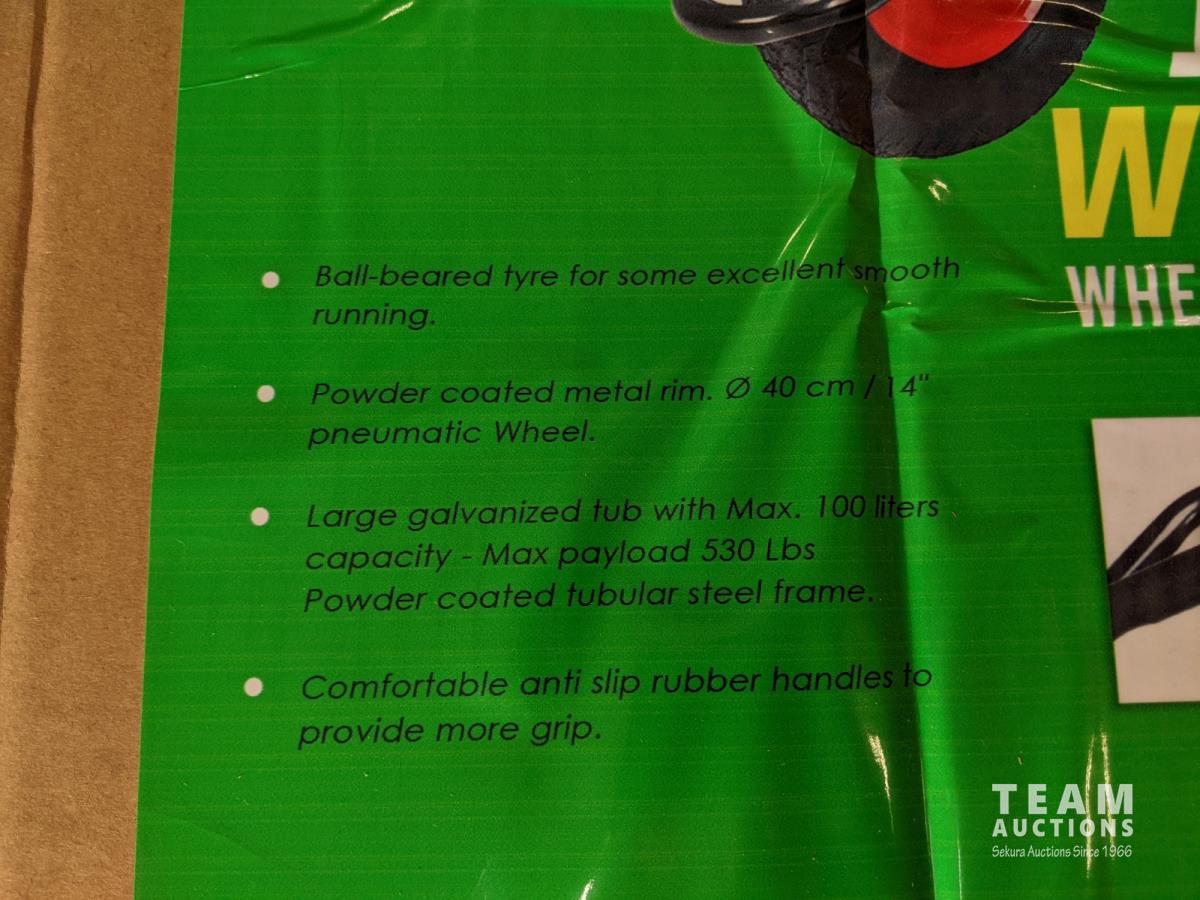 Ball-beared tyre for some excellent smooth
running.
Powder coated metal rim. Ø 40 cm / 14"
pneumatic Wheel.
Large galvanized tub with Max. 100 liters
capacity - Max payload 530 Lbs
Powder coated tubular steel frame.
Comfortable anti slip rubber handles to
provide more grip.
TEAM
AUCTIONS
Sekura Auctions Since 1966